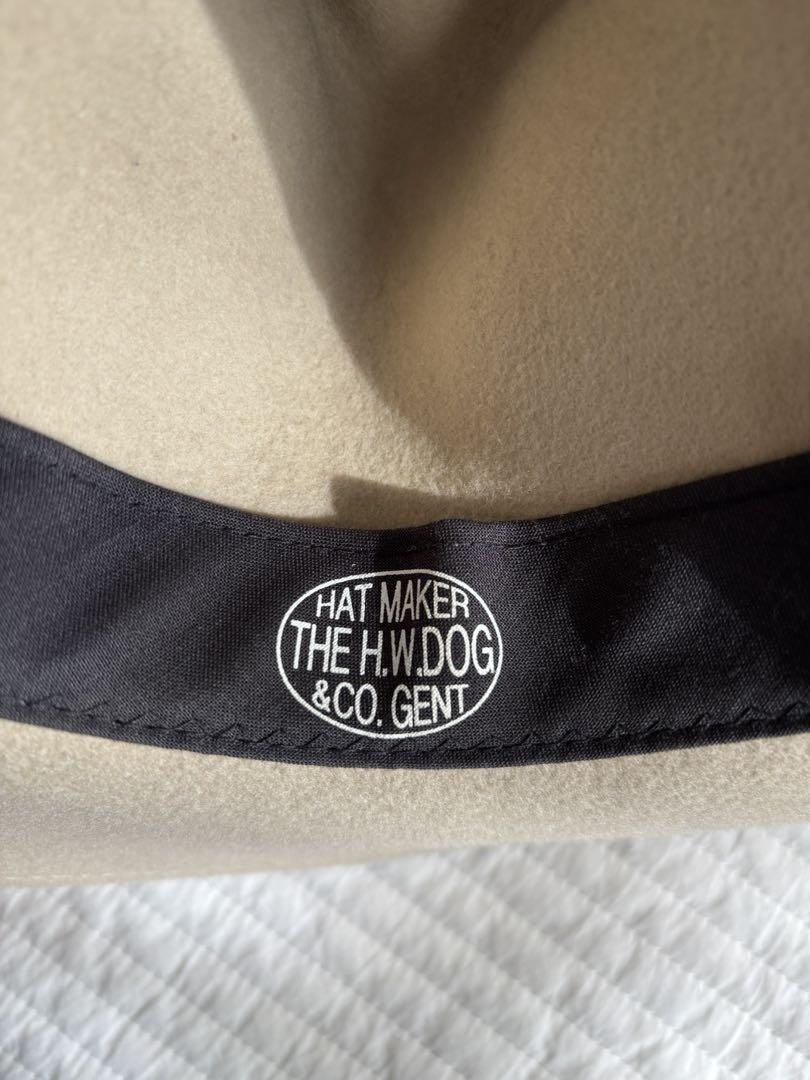 HAT MAKER
THE H.W.DOG
&CO. GENT